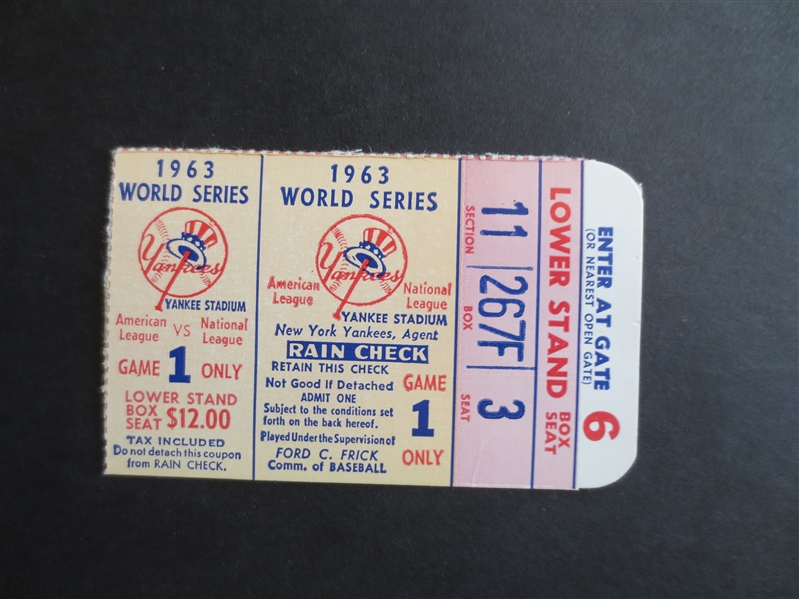 1963
WORLD SERIES
Yankees
YANKEE STADIUM
American League VS National League
GAME 1 ONLY
LOWER STAND
BOX SEAT $12.00
TAX INCLUDED
Do not detach this coupon
from RAIN CHECK.
1963
WORLD SERIES
Yankees
American League
National League
YANKEE STADIUM
New York Yankees, Agent
RAIN CHECK
RETAIN THIS CHECK
Not Good If Detached
ADMIT ONE
Subject to the conditions set
forth on the back hereof.
Played Under the Supervision of
FORD C. FRICK
Comm. of BASEBALL
GAME
1
ONLY
11 267F 3
SECTION BOX SEAT
LOWER STAND BOX SEAT
ENTER AT GATE 6
(OR NEAREST OPEN GATE)